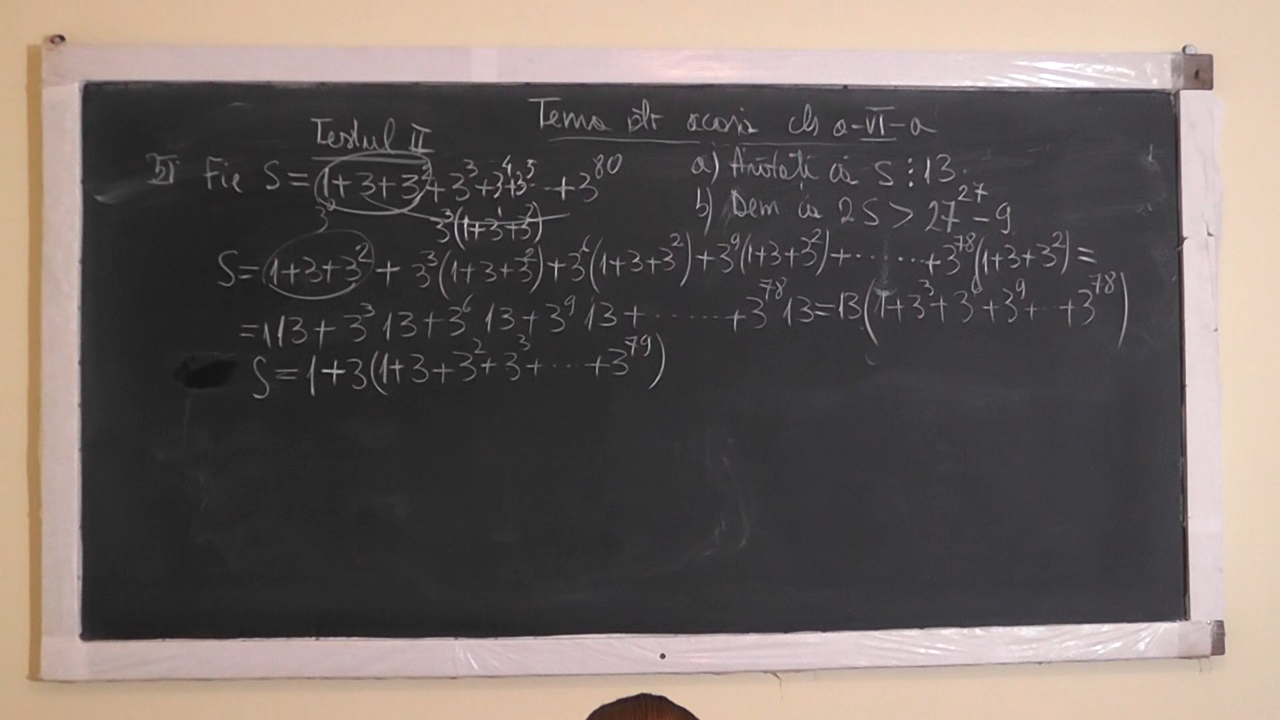 Tema ptr acasă cls a-VI-a
Testul II
5) Fie S=1+3+3²+3³+3⁴+3⁵...+3⁸⁰
a) Arătați că S⋮13.
3³(1+3+3²)
b) Dem că 2S>27²⁷-9
S=(1+3+3²+3³(1+3+3²)+3⁶(1+3+3²)+3⁹(1+3+3²)+.......+3⁷⁸(1+3+3²)=
=1·13+3³·13+3⁶·13+3⁹·13+.......+3⁷⁸·13=13(1+3³+3⁶+3⁹+...+3⁷⁸)
S=1+3(1+3+3²+3³+...+3⁷⁹)